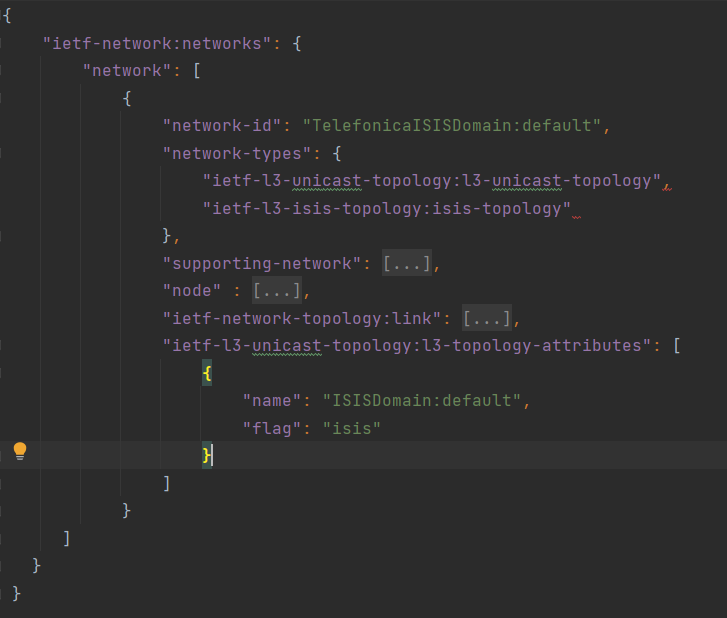 {
"ietf-network:networks": {
"network": [
{
"network-id": "TelefonicaISISDomain:default",
"network-types": {
"ietf-l3-unicast-topology:l3-unicast-topology",
"ietf-l3-isis-topology:isis-topology"
},
"supporting-network": [...],
"node" : [...],
"ietf-network-topology:link": [...],
"ietf-l3-unicast-topology:l3-topology-attributes": [
{
"name": "ISISDomain:default",
"flag": "isis"
}
]
}
]
}
}